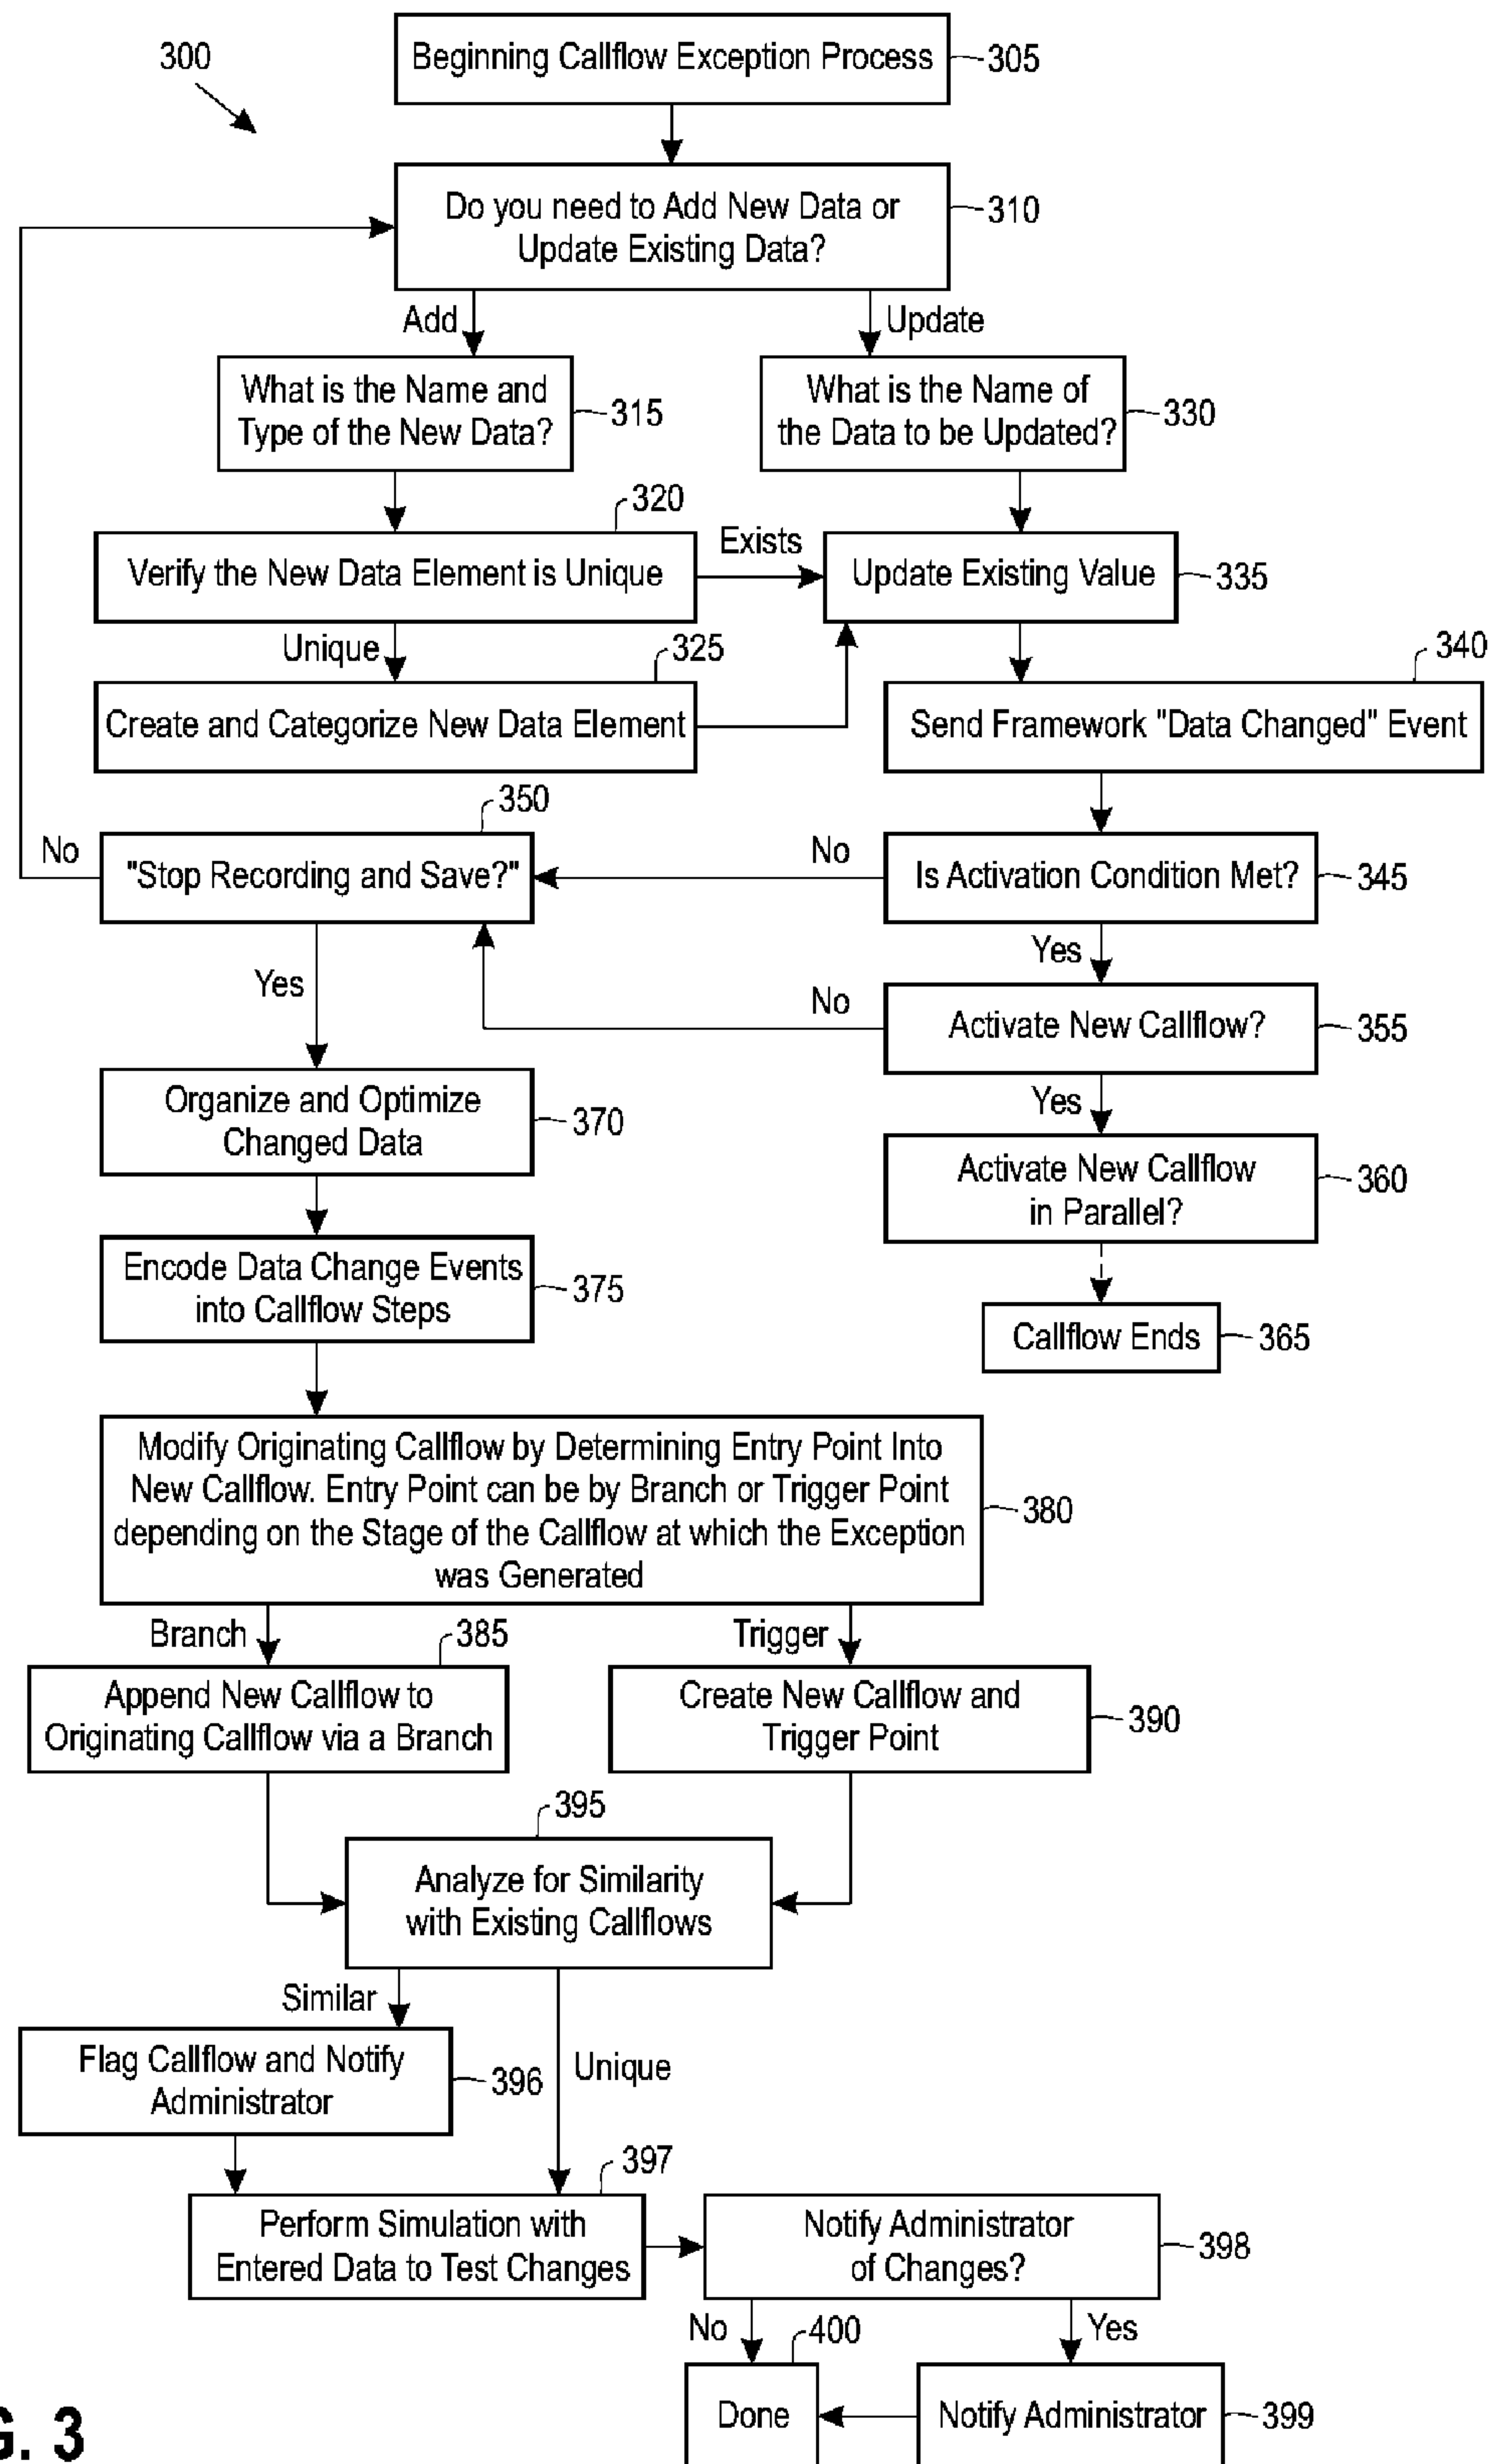 300
Beginning Callflow Exception Process
305
Do you need to Add New Data or
Update Existing Data?
310
Add
Update
What is the Name and
Type of the New Data?
315
What is the Name of
the Data to be Updated?
330
320
Verify the New Data Element is Unique
Exists
Update Existing Value
335
Unique
325
340
Create and Categorize New Data Element
Send Framework "Data Changed" Event
350
No
"Stop Recording and Save?"
No
Is Activation Condition Met?
345
Yes
Yes
No
Activate New Callflow?
355
Yes
Organize and Optimize
Changed Data
370
Activate New Callflow
in Parallel?
360
Encode Data Change Events
into Callflow Steps
375
Callflow Ends
365
Modify Originating Callflow by Determining Entry Point Into
New Callflow. Entry Point can be by Branch or Trigger Point
depending on the Stage of the Callflow at which the Exception
was Generated
380
Branch
385
Trigger
Append New Callflow to
Originating Callflow via a Branch
Create New Callflow and
Trigger Point
390
395
Analyze for Similarity
with Existing Callflows
Similar
Flag Callflow and Notify
Administrator
396
Unique
397
Perform Simulation with
Entered Data to Test Changes
Notify Administrator
of Changes?
398
No
400
Yes
Done
Notify Administrator
399
G. 3